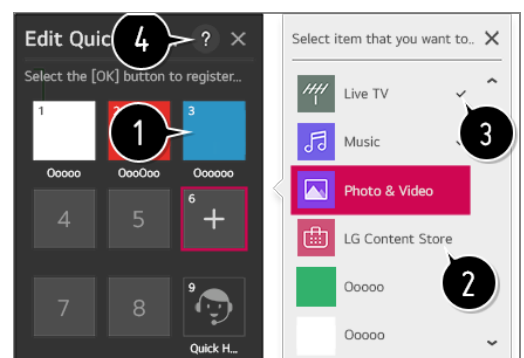 Edit Quic
4
?
Select the [OK] button to register...
1
2
3
1
Ooooo
OooOoo
Oooooo
4
5
6
7
8
9
Quick H...
Select item that you want to..
Live TV
3
Music
Photo & Video
LG Content Store
2
Ooooo
Ooooo